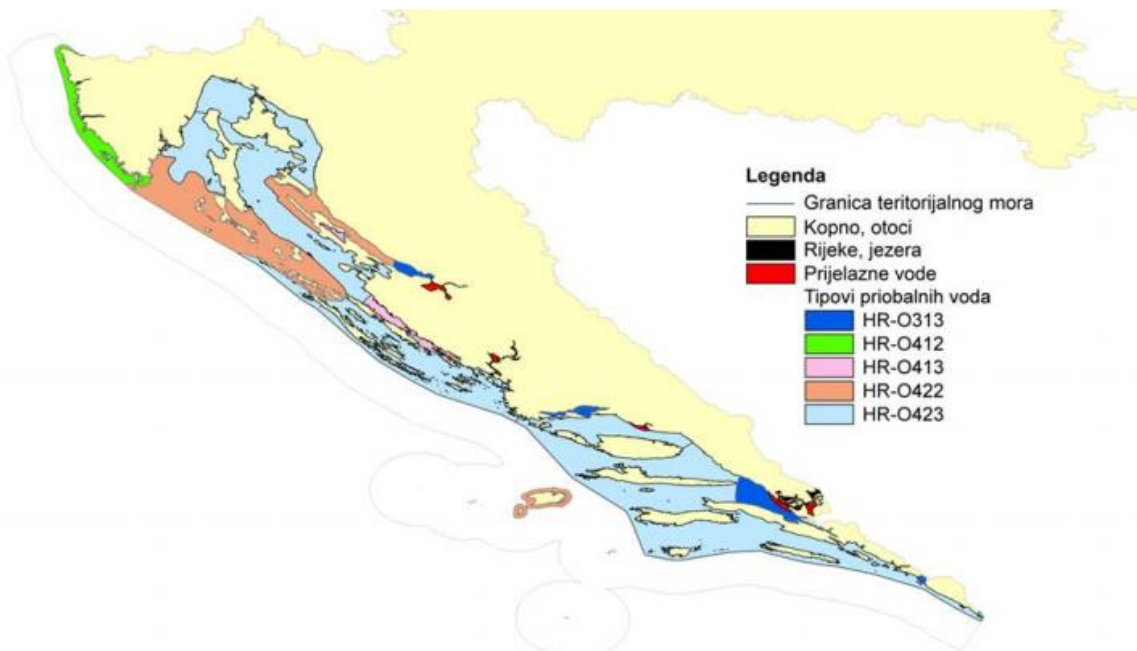 Legenda
Granica teritorijalnog mora
Kopno, otoci
Rijeke, jezera
Prijelazne vode
Tipovi priobalnih voda
HR-O313
HR-O412
HR-O413
HR-O422
HR-O423